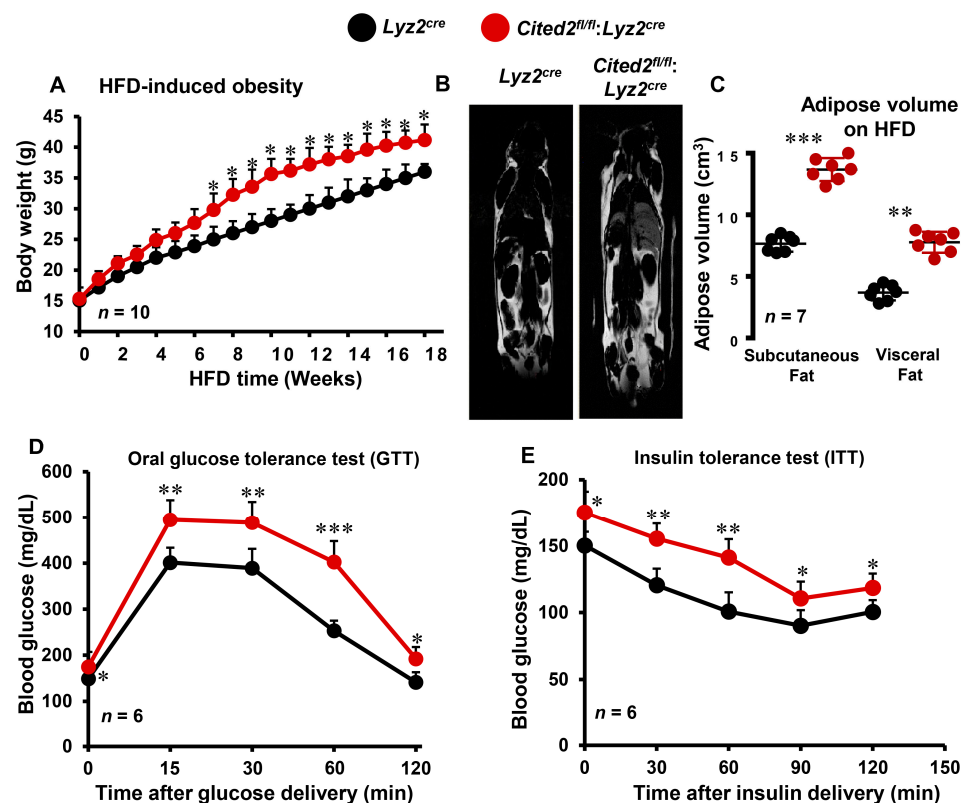 Lyz2cre
Cited2fl/fl:Lyz2cre
A
HFD-induced obesity
Body weight (g)
45
40
35
30
25
20
15
10
* * * * * * * * * * * *
n = 10
0 2 4 6 8 10 12 14 16 18
HFD time (Weeks)
B
Lyz2cre
Cited2fl/fl:
Lyz2cre
C
Adipose volume
on HFD
Adipose volume (cm3)
15
10
5
0
***
**
n = 7
Subcutaneous
Fat
Visceral
Fat
D
Oral glucose tolerance test (GTT)
Blood glucose (mg/dL)
600
500
400
300
200
100
0
* ** ** *** *
n = 6
0 15 30 60 120
Time after glucose delivery (min)
E
Insulin tolerance test (ITT)
Blood glucose (mg/dL)
200
150
100
50
0
* ** ** * *
n = 6
0 30 60 90 120 150
Time after insulin delivery (min)